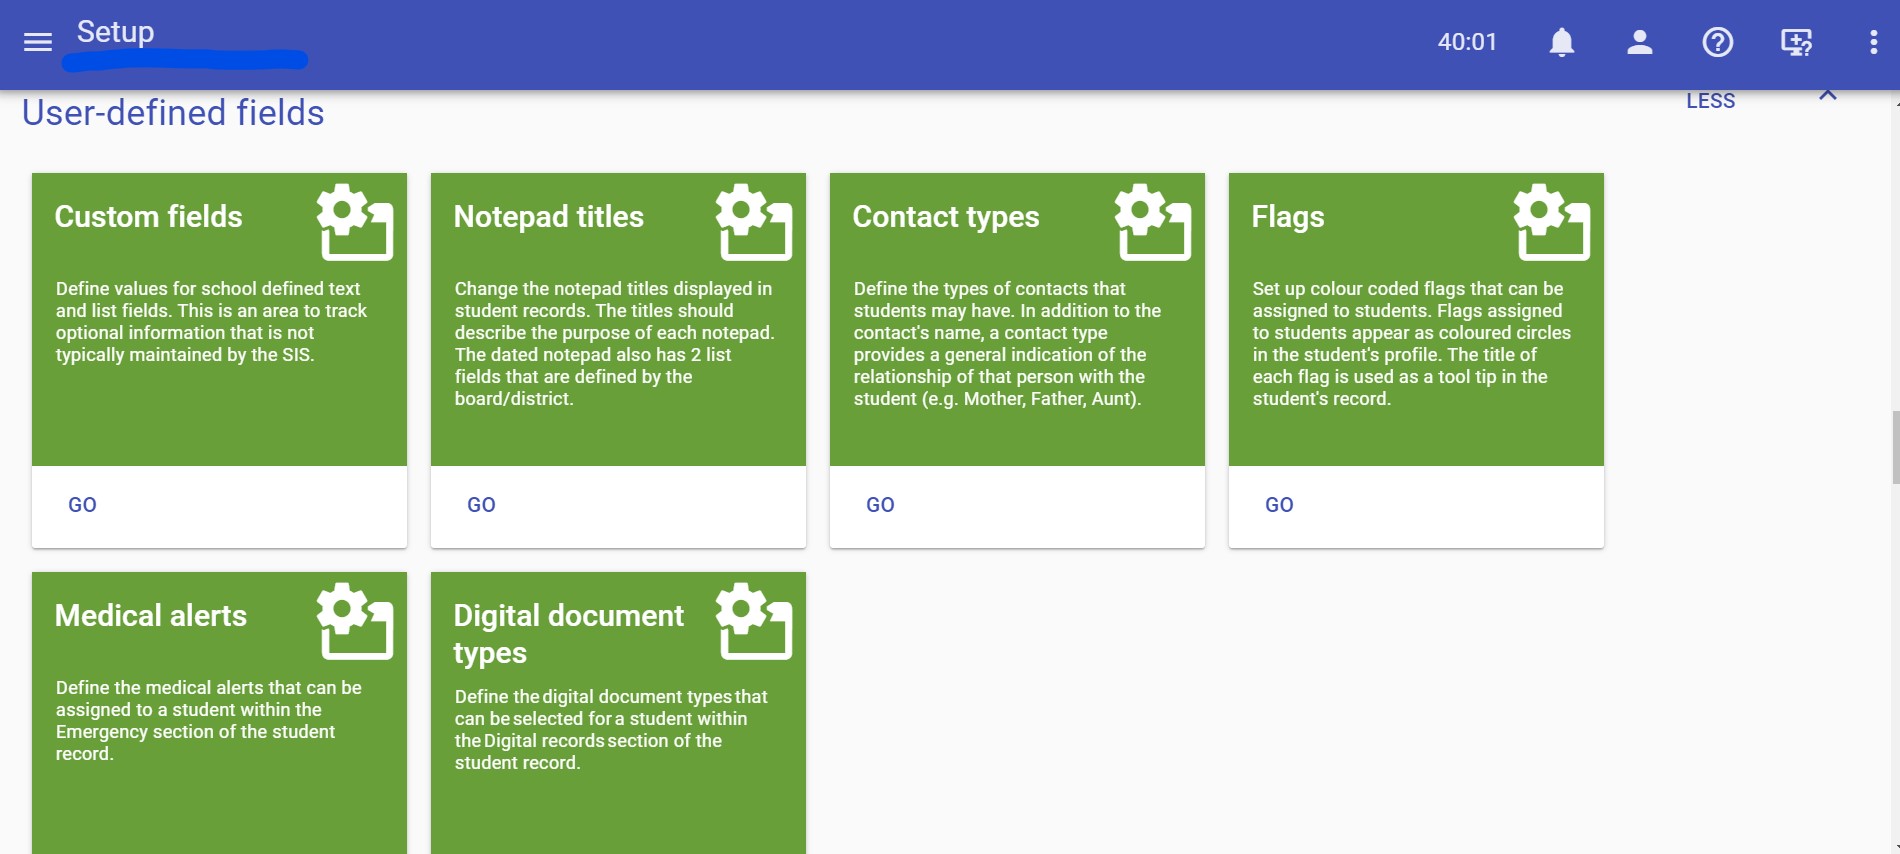 Setup
40:01
User-defined fields
LESS
Custom fields
Define values for school defined text
and list fields. This is an area to track
optional information that is not
typically maintained by the SIS.
GO
Notepad titles
Change the notepad titles displayed in
student records. The titles should
describe the purpose of each notepad.
The dated notepad also has 2 list
fields that are defined by the
board/district.
GO
Contact types
Define the types of contacts that
students may have. In addition to the
contact's name, a contact type
provides a general indication of the
relationship of that person with the
student (e.g. Mother, Father, Aunt).
GO
Flags
Set up colour coded flags that can be
assigned to students. Flags assigned
to students appear as coloured circles
in the student's profile. The title of
each flag is used as a tool tip in the
student's record.
GO
Medical alerts
Define the medical alerts that can be
assigned to a student within the
Emergency section of the student
record.
Digital document
types
Define the digital document types that
can be selected for a student within
the Digital records section of the
student record.